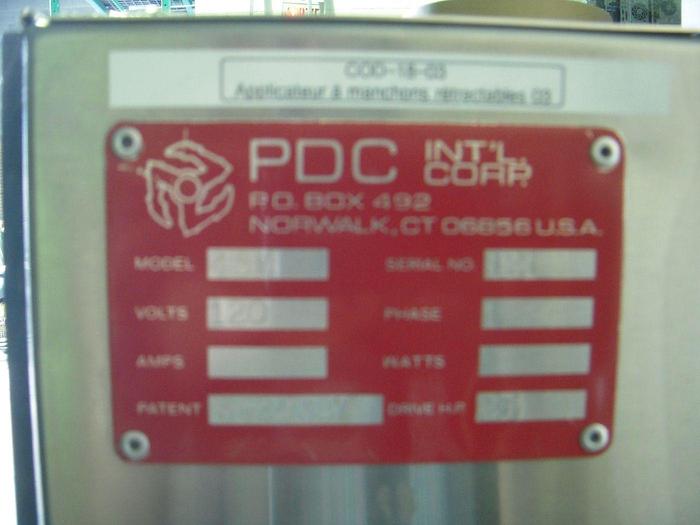 COD-18-03
Applicateur à manchons rétractables 03
PDC INT'L. CORP.
P.O. BOX 492
NORWALK, CT 06856 U.S.A.
MODEL SERIAL NO
VOLTS 120 PHASE
AMPS WATTS
PATENT DRIVE H.P.